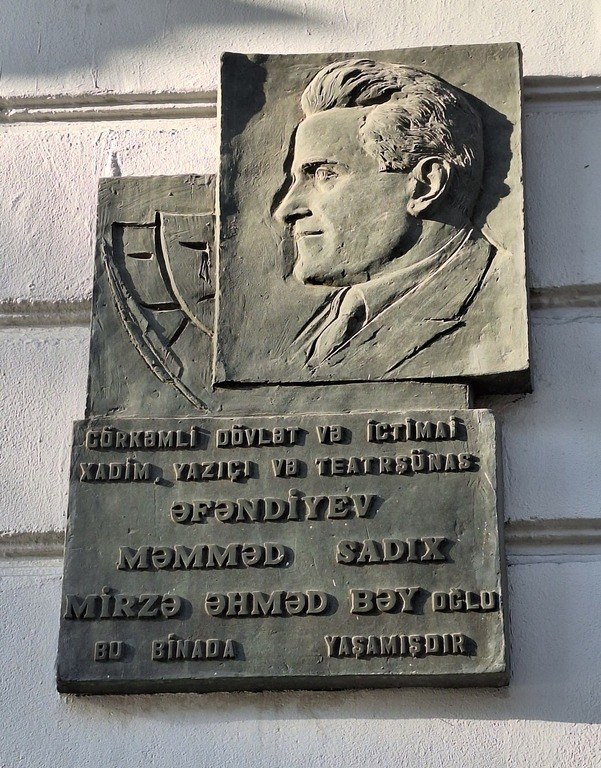 GÖRKƏMLİ DÖVLƏT VƏ İCTİMAİ
XADİM, YAZIÇI VƏ TEATRŞÜNAS
ƏFƏNDİYEV
MƏMMƏD SADIX
MİRZƏ ƏHMƏD BƏY OĞLU
BU BİNADA YAŞAMIŞDIR